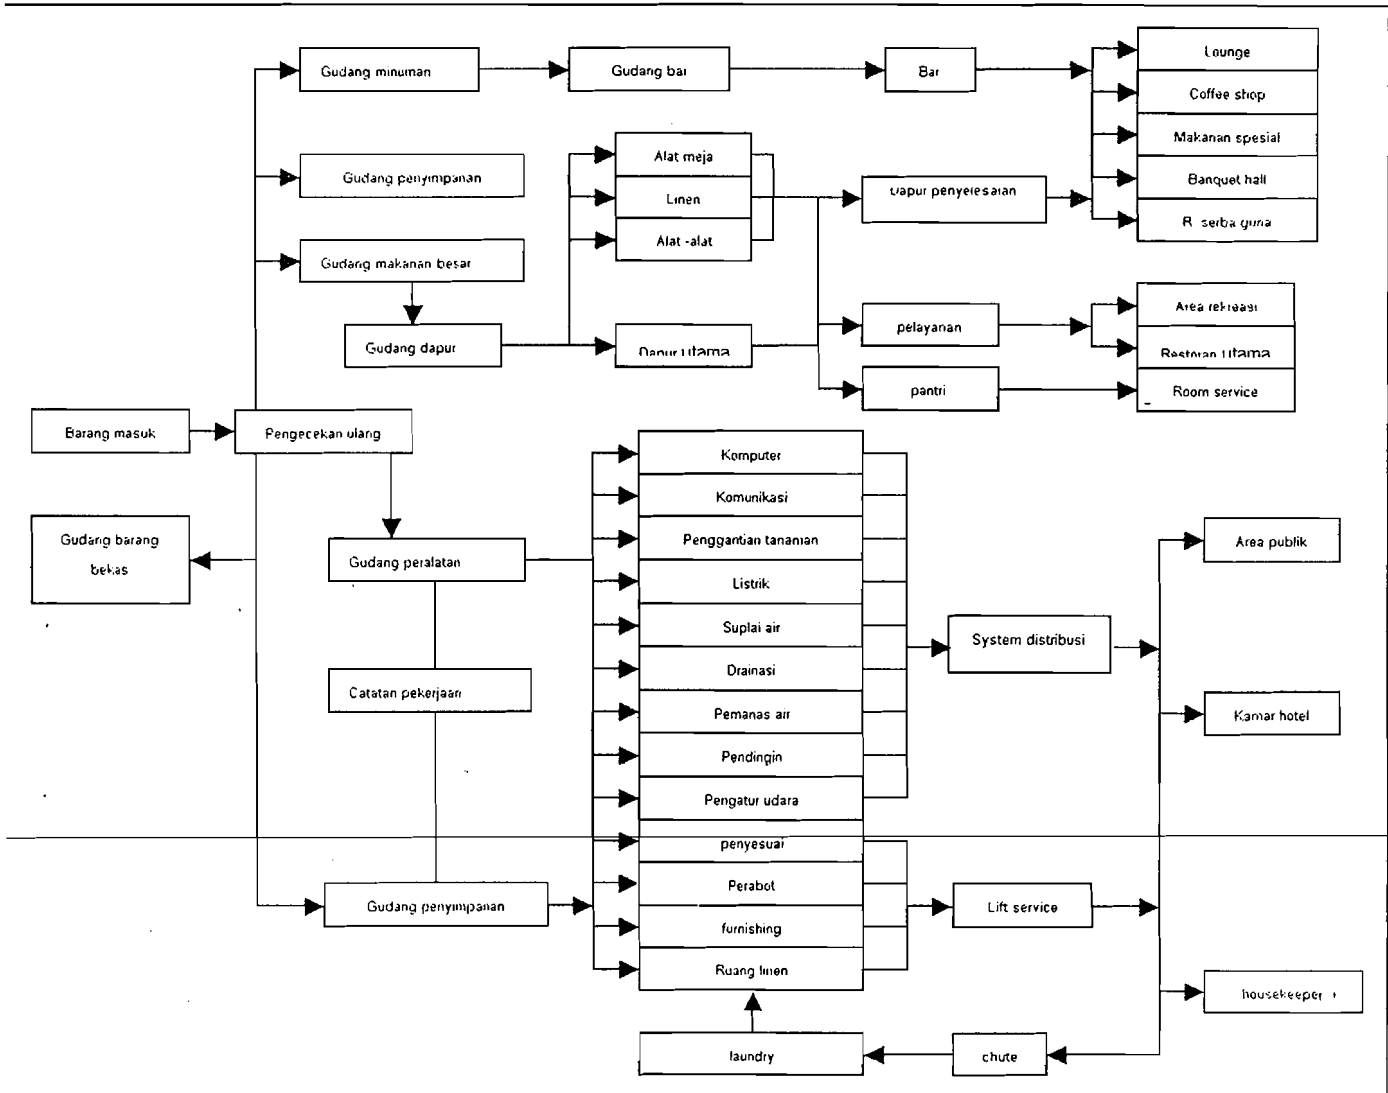 Gudang minuman
Gudang bar
Bar
Lounge
Coffee shop
Makanan spesial
Banquet hall
R. serba guna
Gudang penyimpanan
Alat meja
Linen
Alat -alat
Dapur penyelesaian
Gudang makanan besar
Gudang dapur
Dapur utama
pelayanan
Area rekreasi
Restoran utama
pantri
Room service
Barang masuk
Pengecekan ulang
Komputer
Komunikasi
Penggantian tanaman
Listrik
Suplai air
Drainasi
Pemanas air
Pendingin
Pengatur udara
penyesuai
Perabot
furnishing
Ruang linen
Gudang barang
bekas
Gudang peralatan
Catatan pekerjaan
Gudang penyimpanan
System distribusi
Lift service
Area publik
Kamar hotel
housekeeper
laundry
chute